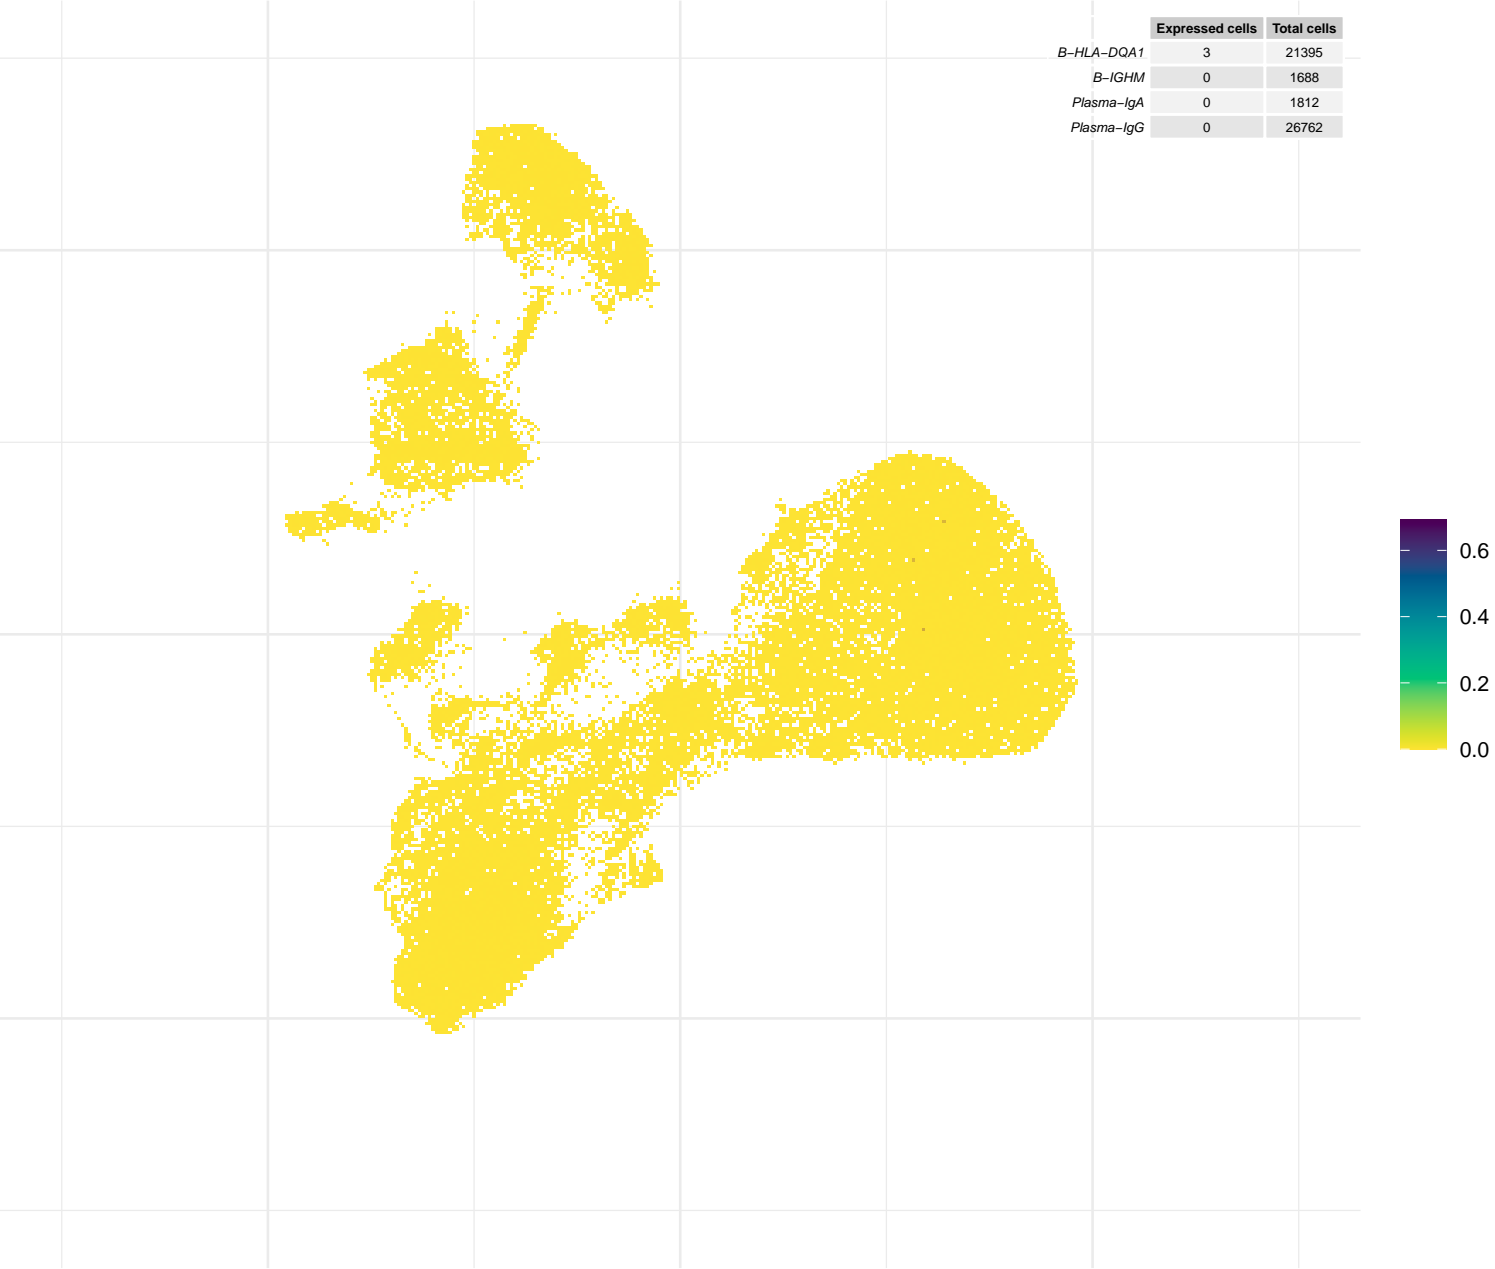 Expressed cells Total cells
B−HLA−DQA1 3 21395
B−IGHM 0 1688
Plasma−IgA 0 1812
Plasma−IgG 0 26762
0.6
0.4
0.2
0.0